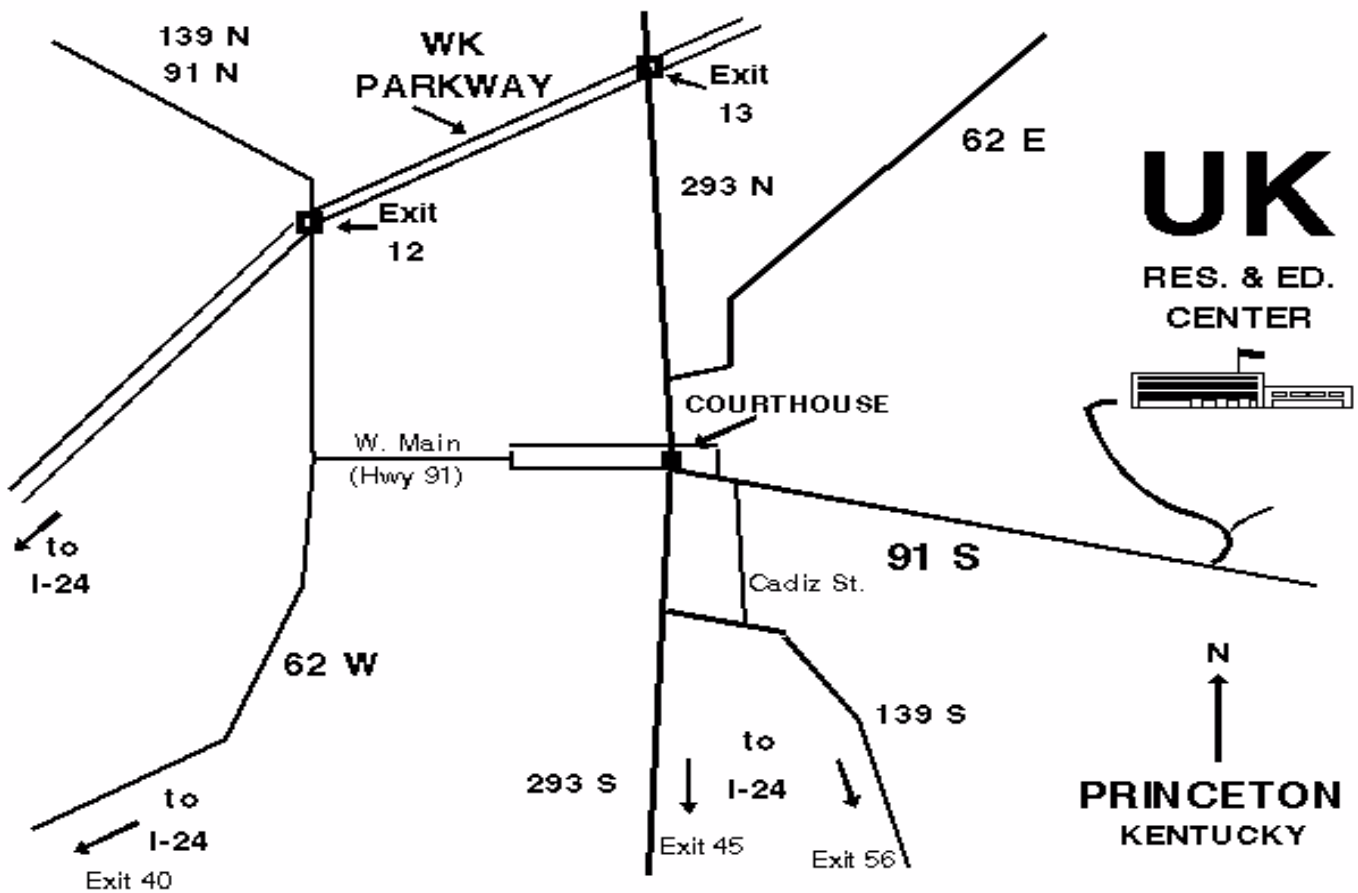 139 N
91 N
WK
PARKWAY
Exit
13
62 E
293 N
Exit
12
UK
RES. & ED.
CENTER
COURTHOUSE
W. Main
(Hwy 91)
91 S
to
I-24
Cadiz St.
62 W
N
139 S
to
I-24
293 S
PRINCETON
KENTUCKY
to
I-24
Exit 45
Exit 56
Exit 40